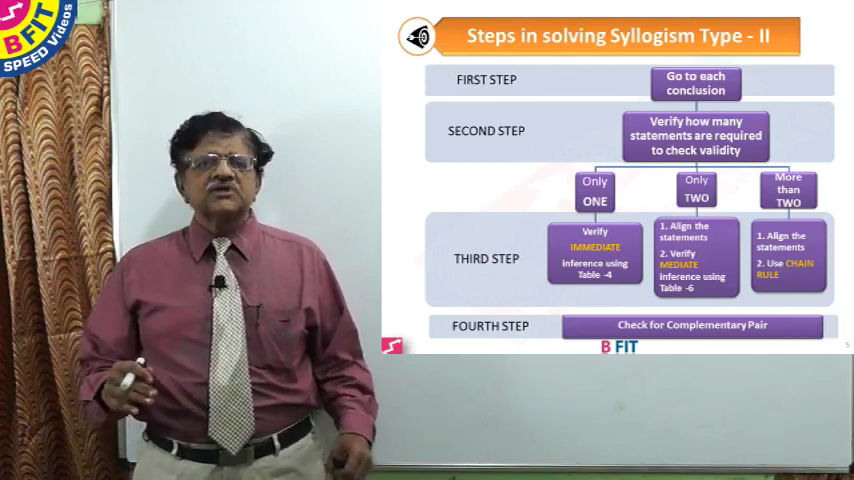 BFIT
SPEED Videos
Steps in solving Syllogism Type - II
FIRST STEP
Go to each
conclusion
SECOND STEP
Verify how many
statements are required
to check validity
Only
ONE
Only
TWO
More
than
TWO
THIRD STEP
Verify
IMMEDIATE
inference using
Table -4
1. Align the
statements
2. Verify
MEDIATE
inference using
Table -6
1. Align the
statements
2. Use CHAIN
RULE
FOURTH STEP
Check for Complementary Pair
B FIT
5